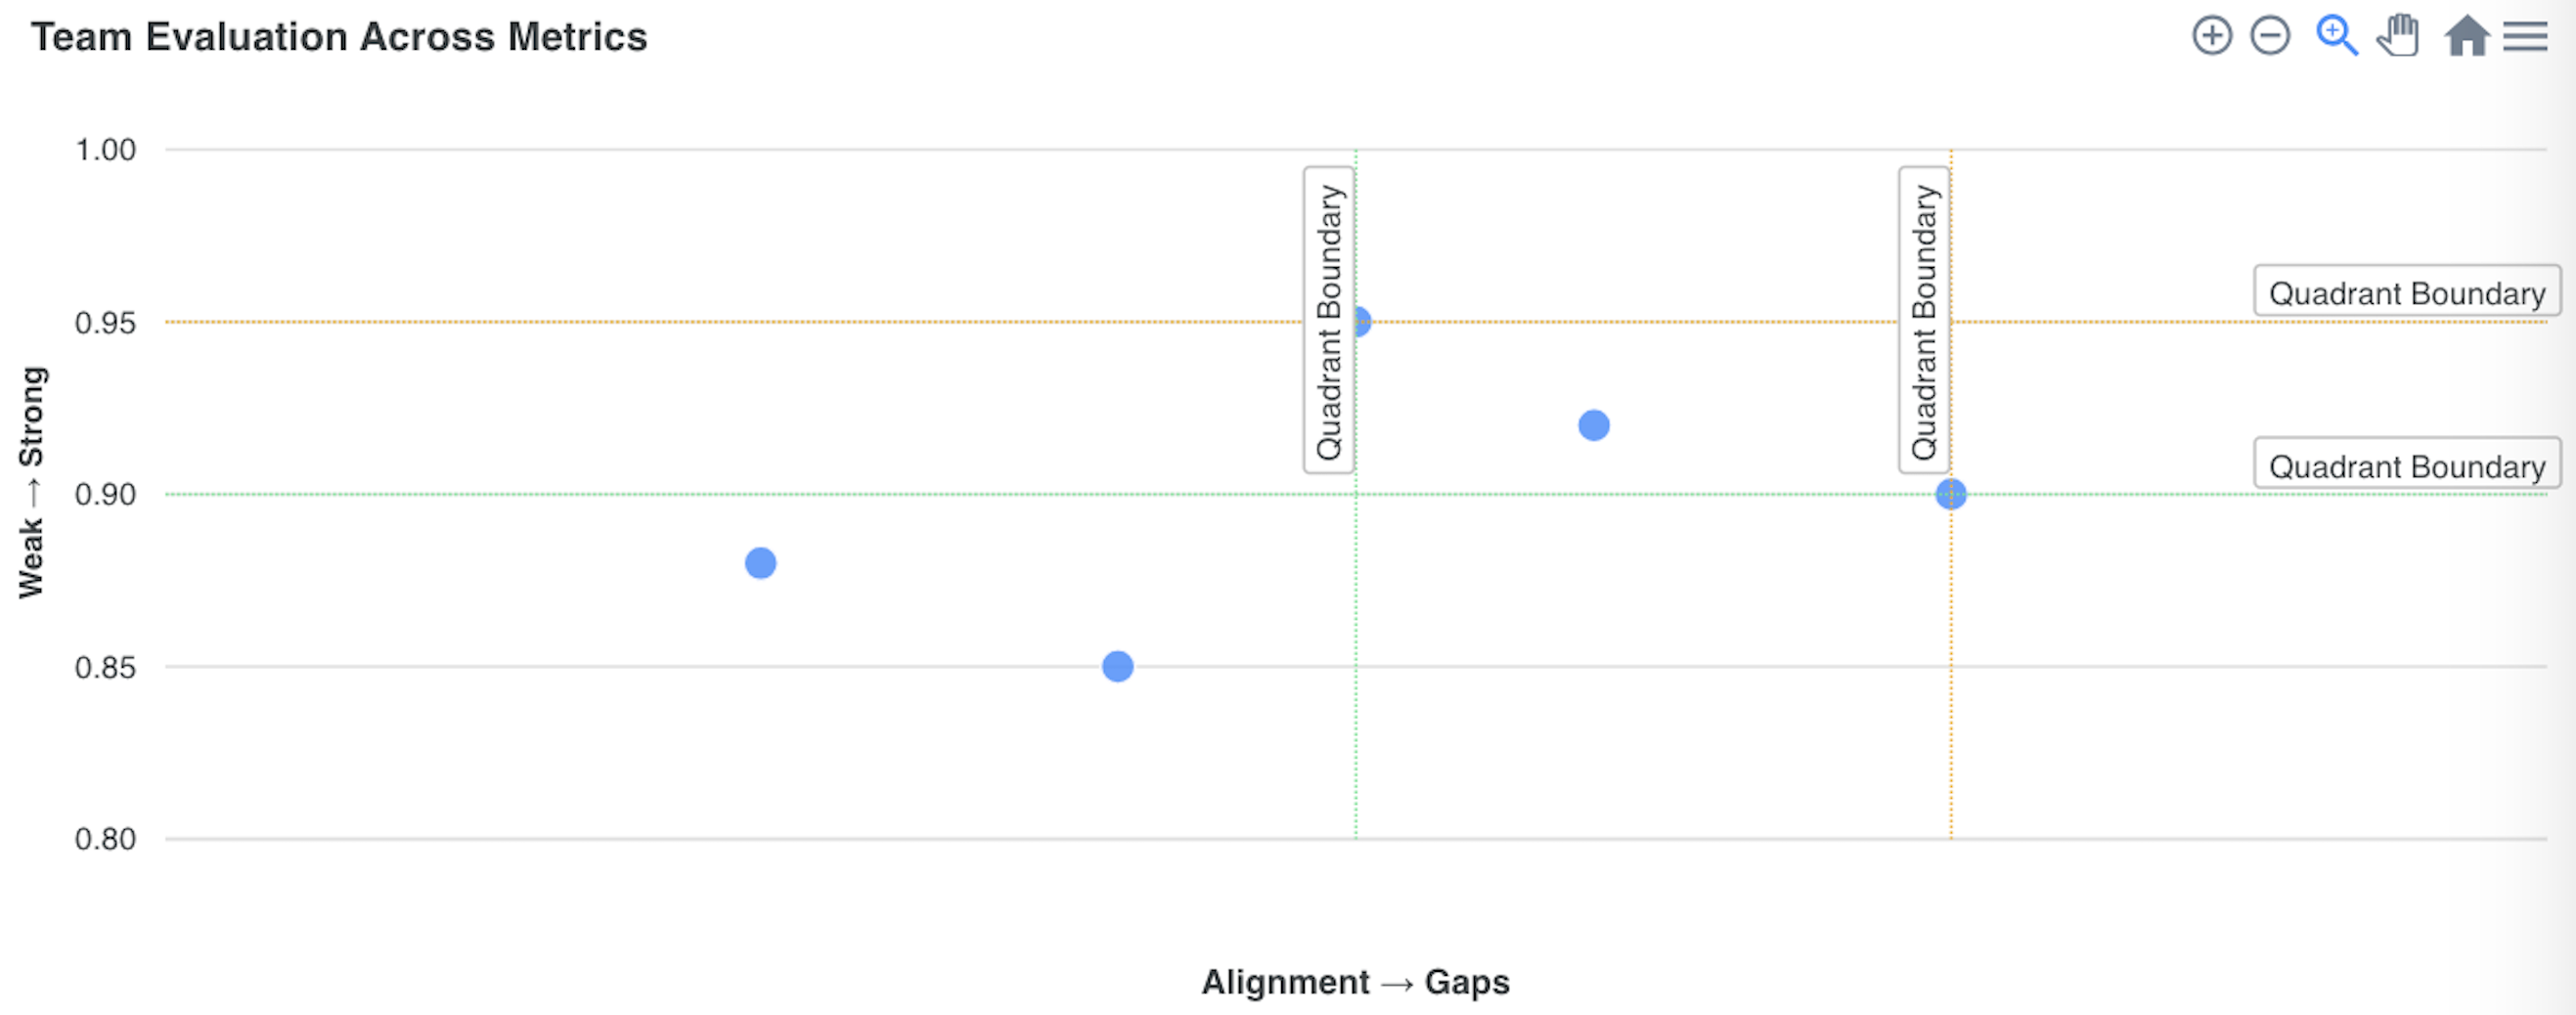 Team Evaluation Across Metrics
1.00
0.95
0.90
0.85
0.80
Weak → Strong
Quadrant Boundary
Quadrant Boundary
Quadrant Boundary
Quadrant Boundary
Alignment → Gaps